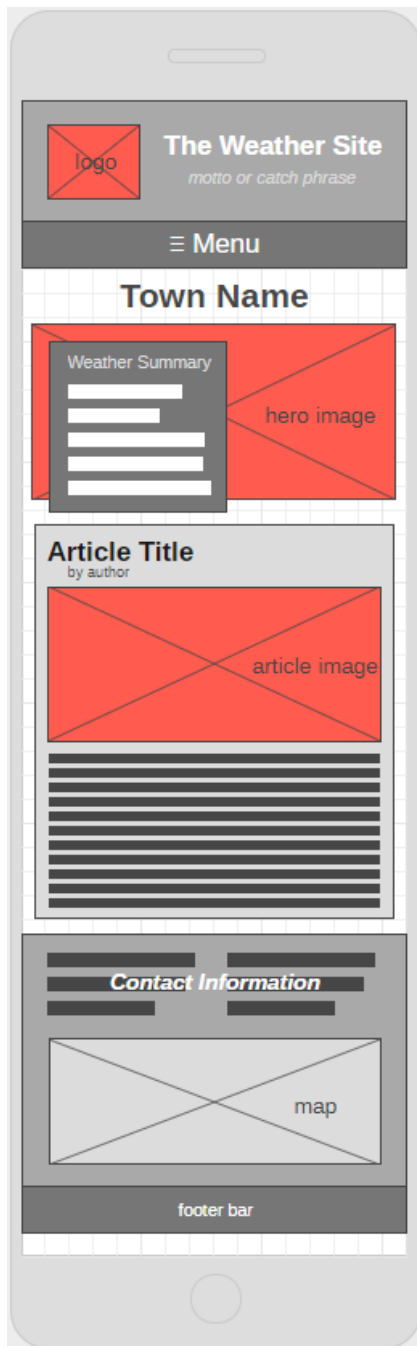 logo
The Weather Site
motto or catch phrase
☰ Menu
Town Name
Weather Summary
hero image
Article Title
by author
article image
Contact Information
map
footer bar